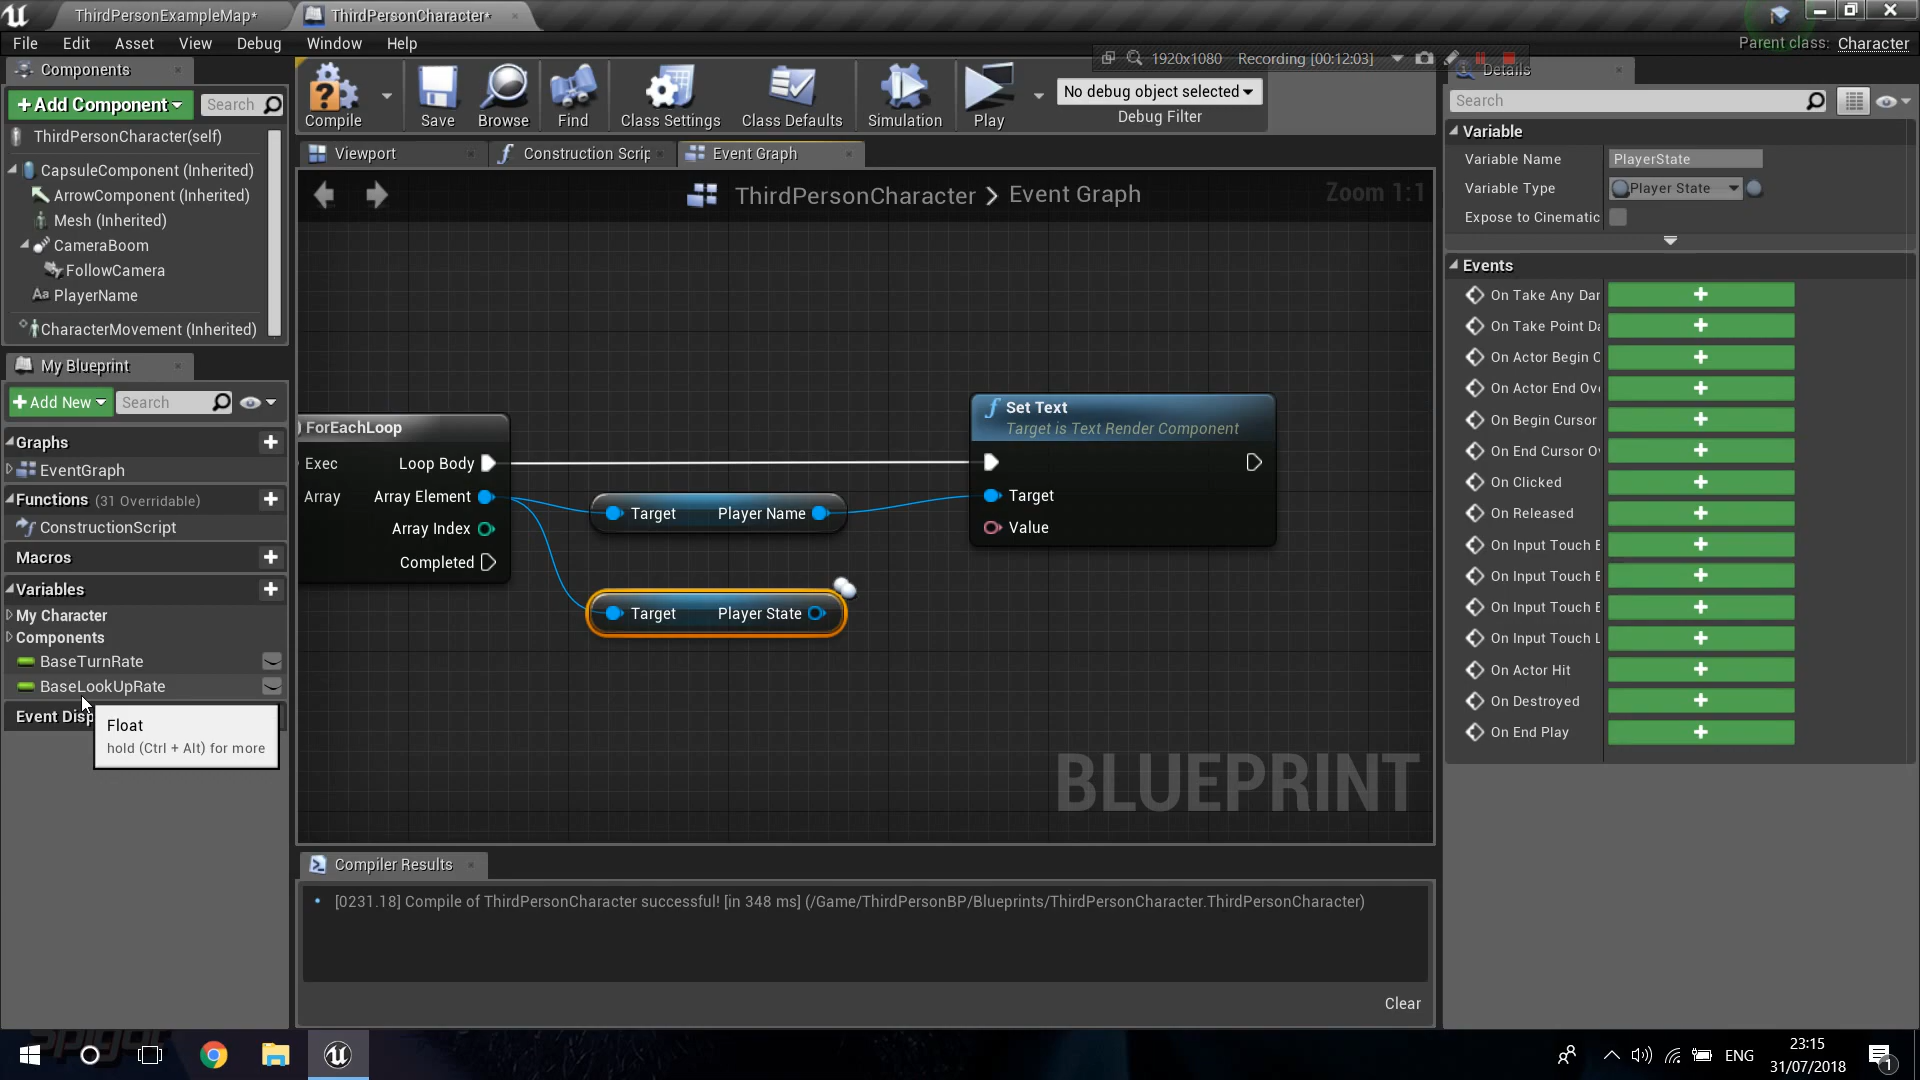 ThirdPersonExampleMap*
ThirdPersonCharacter*
File Edit Asset View Debug Window Help
Parent class: Character
1920x1080 Recording [00:12:03]
Components
Details
+Add Component
Search
ThirdPersonCharacter(self)
CapsuleComponent (Inherited)
ArrowComponent (Inherited)
Mesh (Inherited)
CameraBoom
FollowCamera
PlayerName
CharacterMovement (Inherited)
Compile
Save
Browse
Find
Class Settings
Class Defaults
Simulation
Play
No debug object selected
Debug Filter
Viewport
Construction Scrip
Event Graph
ThirdPersonCharacter > Event Graph
Zoom 1:1
My Blueprint
+Add New
Search
Graphs
EventGraph
Functions (31 Overridable)
ConstructionScript
Macros
Variables
My Character
Components
BaseTurnRate
BaseLookUpRate
Event Disp
Float
hold (Ctrl + Alt) for more
ForEachLoop
Exec
Loop Body
Array
Array Element
Array Index
Completed
Target
Player Name
Target
Player State
Set Text
Target is Text Render Component
Target
Value
BLUEPRINT
Compiler Results
[0231.18] Compile of ThirdPersonCharacter successful! [in 348 ms] (/Game/ThirdPersonBP/Blueprints/ThirdPersonCharacter.ThirdPersonCharacter)
Clear
Search
Variable
Variable Name
PlayerState
Variable Type
Player State
Expose to Cinematic
Events
On Take Any Dar
On Take Point Da
On Actor Begin C
On Actor End Ove
On Begin Cursor
On End Cursor Ov
On Clicked
On Released
On Input Touch B
On Input Touch E
On Input Touch E
On Input Touch L
On Actor Hit
On Destroyed
On End Play
ENG
23:15
31/07/2018
1